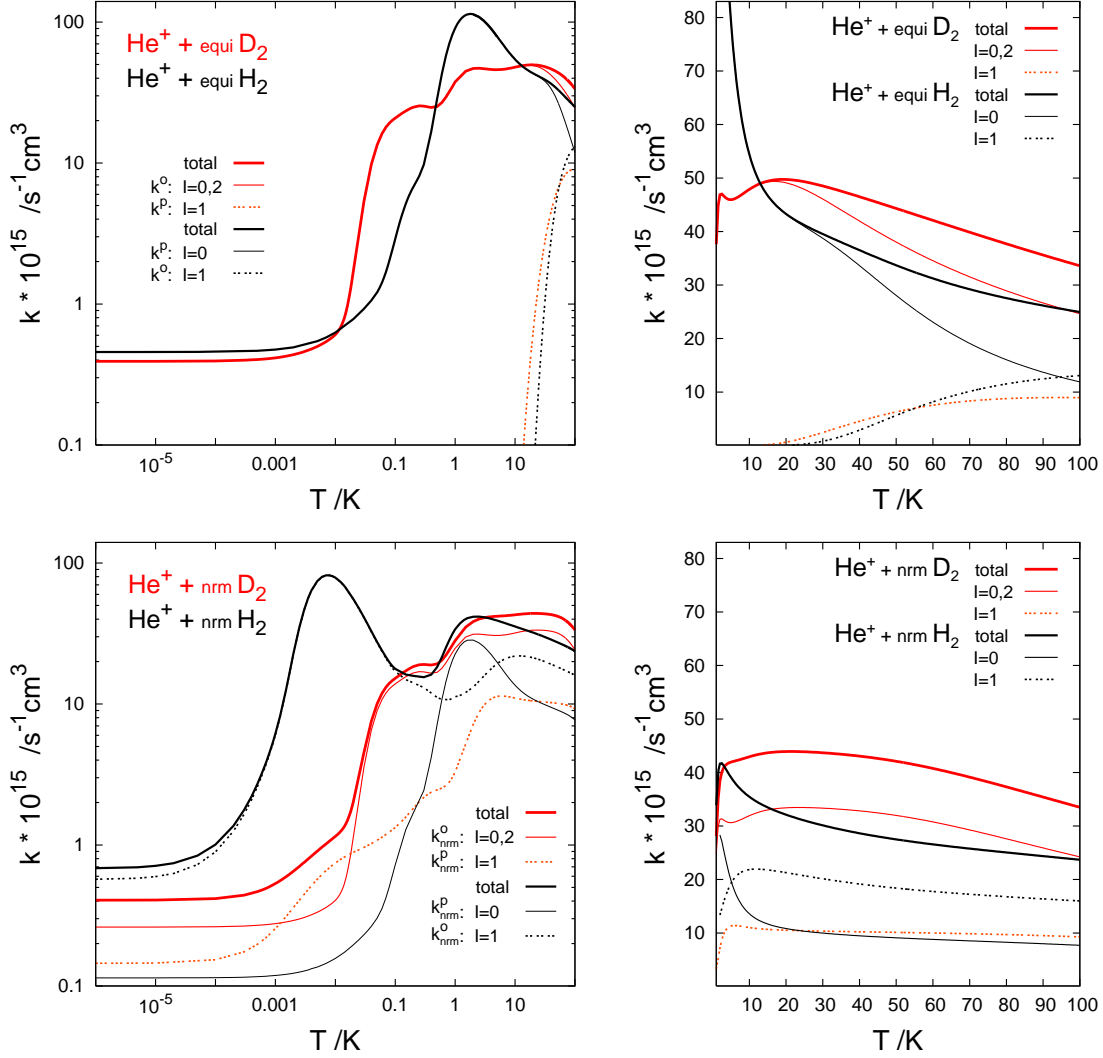 He⁺ + equi D₂
He⁺ + equi H₂
total
kᵒ: l=0,2
kᵖ: l=1
total
kᵖ: l=0
kᵒ: l=1
100
10
1
0.1
10⁻⁵ 0.001 0.1 1 10
k * 10¹⁵ /s⁻¹cm³
T /K
He⁺ + equi D₂ total
l=0,2
l=1
He⁺ + equi H₂ total
l=0
l=1
80
70
60
50
40
30
20
10
10 20 30 40 50 60 70 80 90 100
k * 10¹⁵ /s⁻¹cm³
T /K
He⁺ + nrm D₂
He⁺ + nrm H₂
total
kᵒₙᵣₘ: l=0,2
kᵖₙᵣₘ: l=1
total
kᵖₙᵣₘ: l=0
kᵒₙᵣₘ: l=1
100
10
1
0.1
10⁻⁵ 0.001 0.1 1 10
k * 10¹⁵ /s⁻¹cm³
T /K
He⁺ + nrm D₂ total
l=0,2
l=1
He⁺ + nrm H₂ total
l=0
l=1
80
70
60
50
40
30
20
10
10 20 30 40 50 60 70 80 90 100
k * 10¹⁵ /s⁻¹cm³
T /K